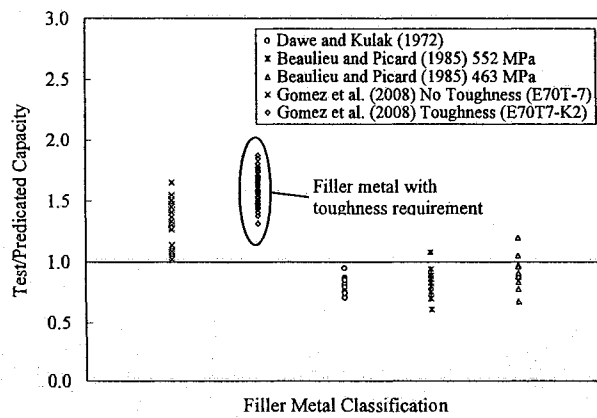 3.0
2.5
2.0
1.5
1.0
0.5
0.0
Test/Predicated Capacity
Dawe and Kulak (1972)
Beaulieu and Picard (1985) 552 MPa
Beaulieu and Picard (1985) 463 MPa
Gomez et al. (2008) No Toughness (E70T-7)
Gomez et al. (2008) Toughness (E70T7-K2)
Filler metal with
toughness requirement
Filler Metal Classification